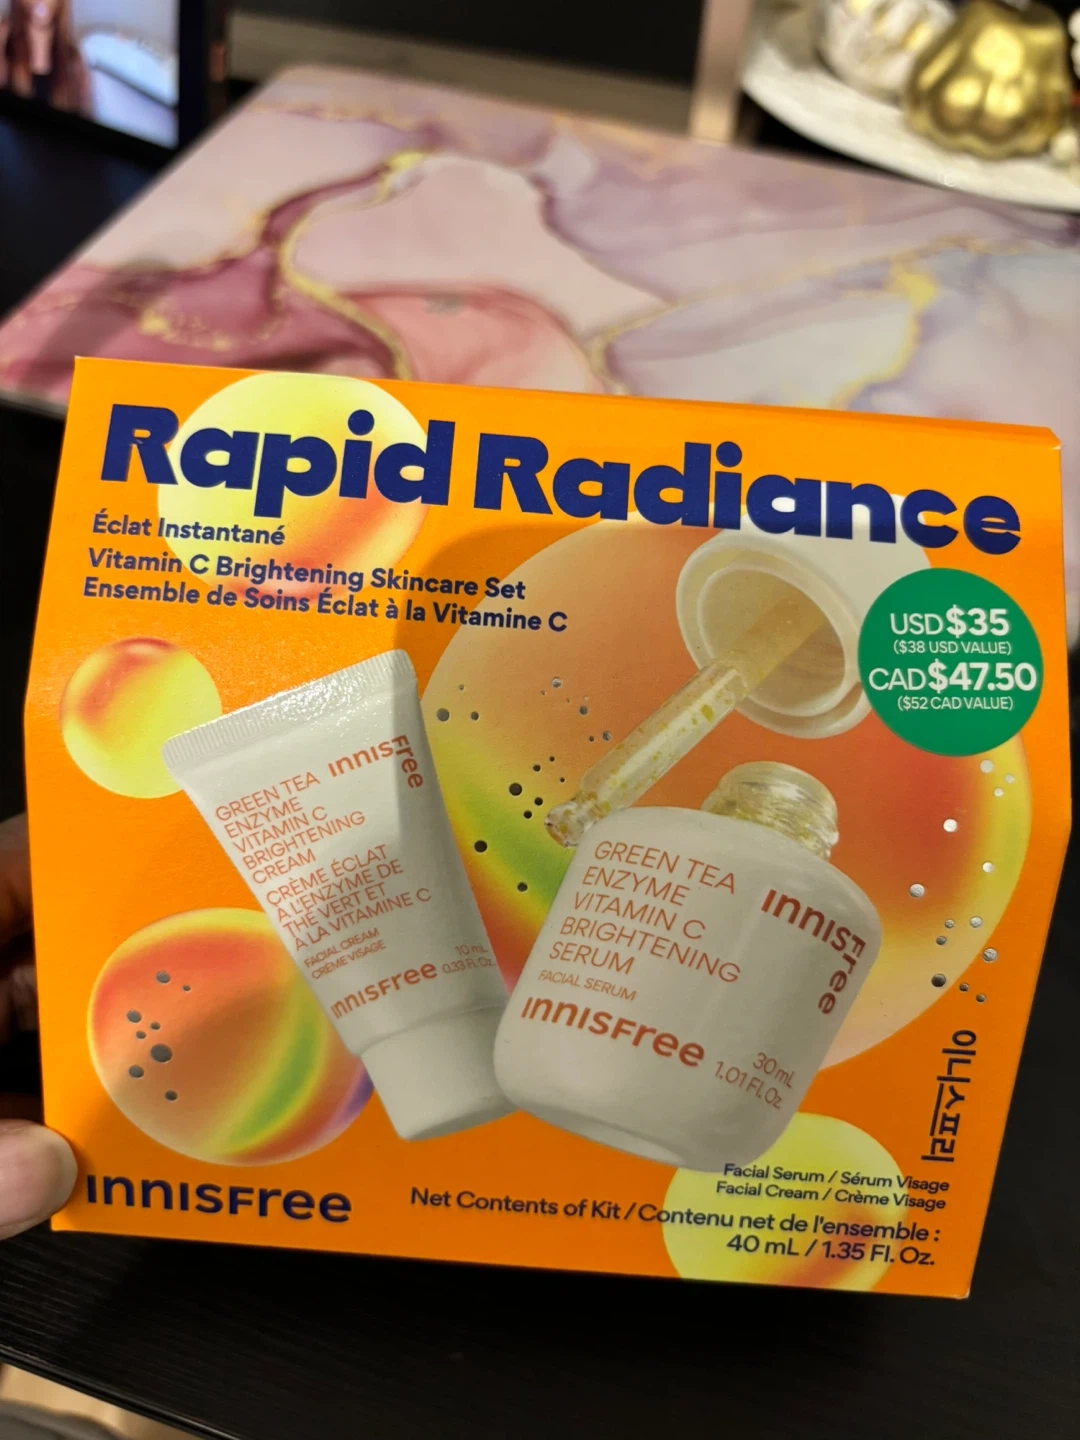 Rapid Radiance
Éclat Instantané
Vitamin C Brightening Skincare Set
Ensemble de Soins Éclat à la Vitamine C
USD $35
($38 USD VALUE)
CAD $47.50
($52 CAD VALUE)
INNISFree
GREEN TEA
ENZYME
VITAMIN C
BRIGHTENING
CREAM
CRÈME ÉCLAT
À L'ENZYME DE
THÉ VERT ET
À LA VITAMINE C
FACIAL CREAM
CRÈME VISAGE
10 mL
0.33 Fl. Oz.
INNISFree
GREEN TEA
ENZYME
VITAMIN C
BRIGHTENING
SERUM
FACIAL SERUM
INNISFree
INNISFree
30 mL
1.01 Fl. Oz.
이니스프리
Facial Serum / Sérum Visage
Facial Cream / Crème Visage
INNISFree
Net Contents of Kit / Contenu net de l'ensemble :
40 mL / 1.35 Fl. Oz.